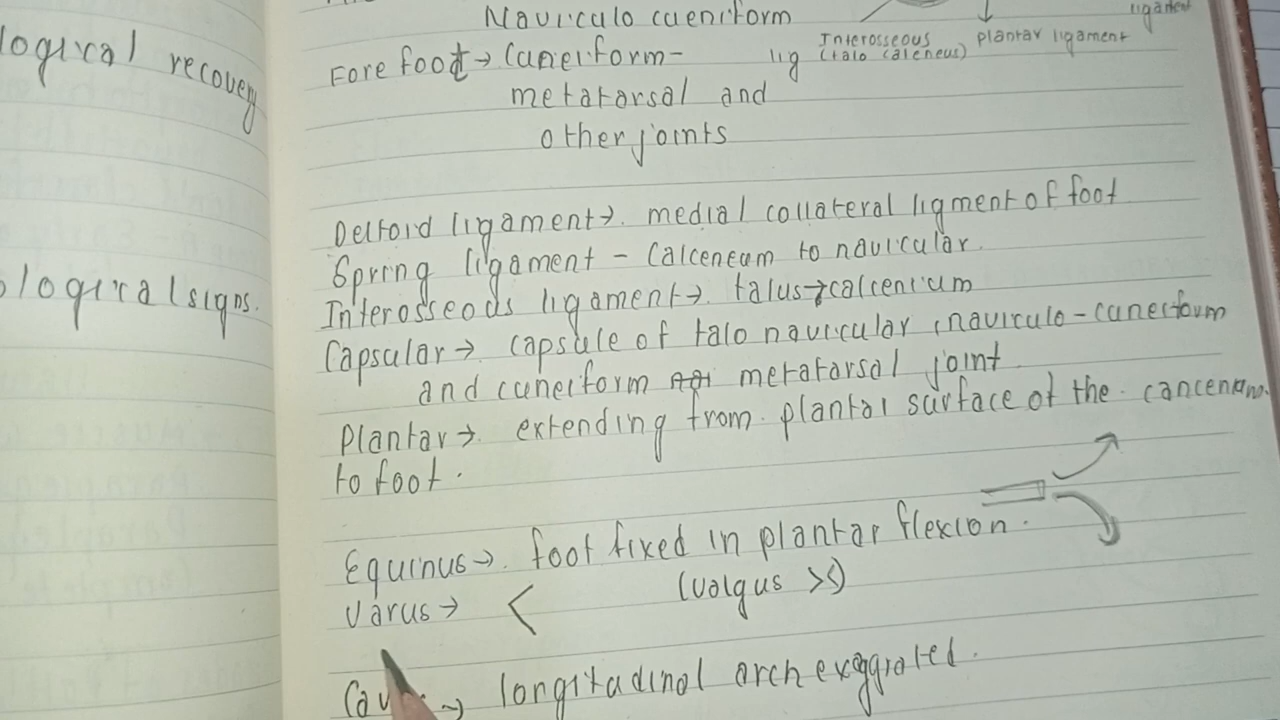 logical recovery
logical signs.
Naviculo cueniform
Fore foot → Cuneiform-
metatarsal and
other joints
lig
Interosseous
(talo calceneus)
plantar ligament
ligament
Deltoid ligament →. medial collateral ligment of foot
Spring ligament - Calceneum to navicular.
Interosseous ligament → talus → calcenium
Capsular → capsule of talo navicular, naviculo-cuneiform
and cuneiform metatarsal joint
Plantar →. extending from plantar surface of the
to foot.
Equinus →. foot fixed in plantar flexion.
Varus → < (valgus >)
longitadinal arch exaggrated.